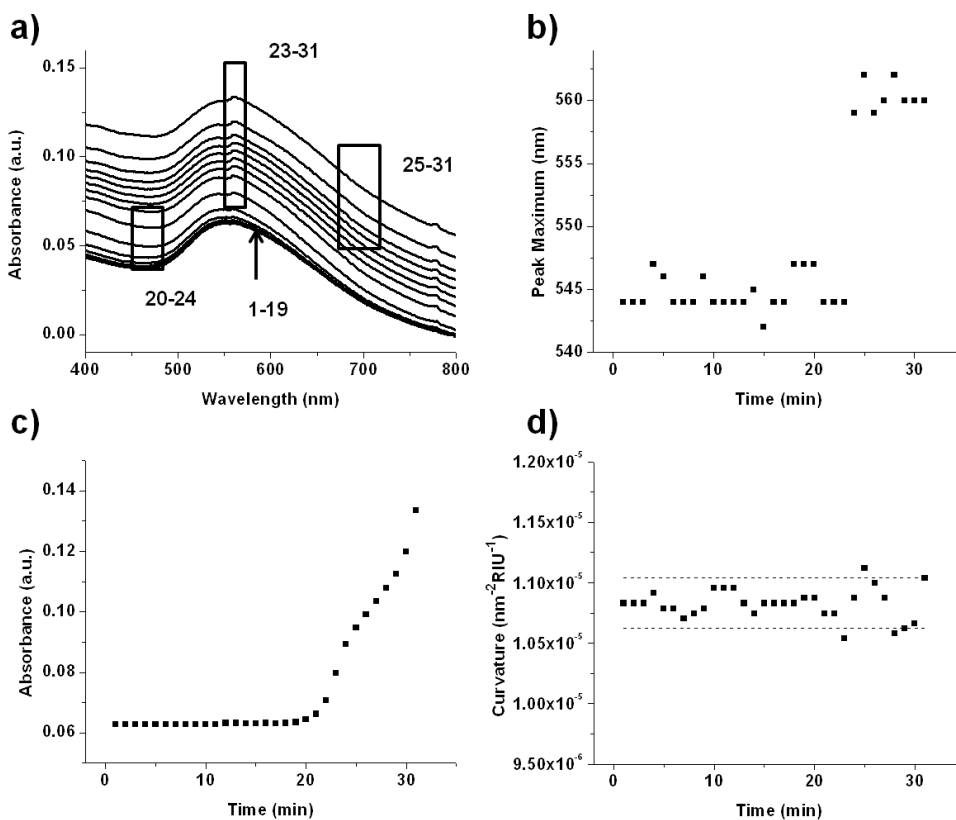 a)
23-31
0.15
0.10
0.05
0.00
Absorbance (a.u.)
25-31
20-24
1-19
400
500
600
700
800
Wavelength (nm)
b)
560
555
550
545
540
Peak Maximum (nm)
0
10
20
30
Time (min)
c)
0.14
0.12
0.10
0.08
0.06
Absorbance (a.u.)
0
10
20
30
Time (min)
d)
1.20x10⁻⁵
1.15x10⁻⁵
1.10x10⁻⁵
1.05x10⁻⁵
1.00x10⁻⁵
9.50x10⁻⁶
Curvature (nm⁻²RIU⁻¹)
0
10
20
30
Time (min)